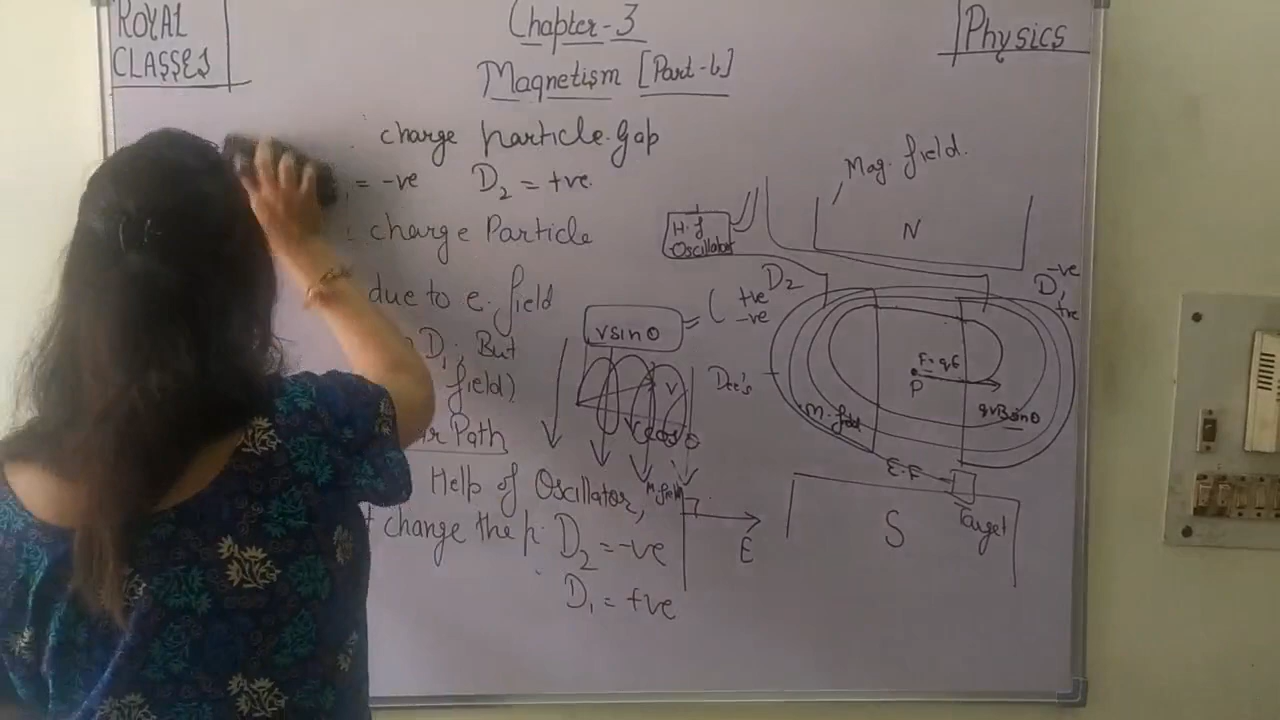 ROYAL
CLASSES
Chapter-3
Magnetism [Part-6]
Physics
charge particle. Gap
= -ve D2 = +ve.
charge Particle
due to e. field
D1; But
field)
Path
Help of Oscillator,
change the p. D2 = -ve
D1 = +ve
vsinθ
( +ve
-ve
V
M. field
E
H.f
Oscillator
Mag. field.
N
D2
D1
-ve
+ve
Dee's
F=qE
P
qvBsinθ
M. field
E.F
Target
S